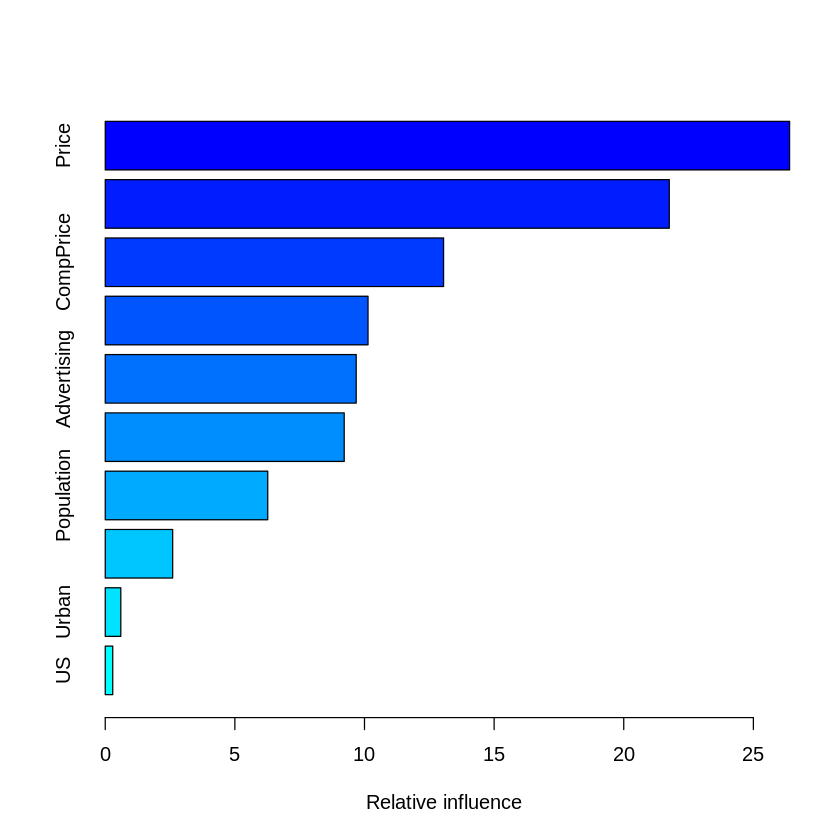 Price
CompPrice
Advertising
Population
Urban
US
0 5 10 15 20 25
Relative influence